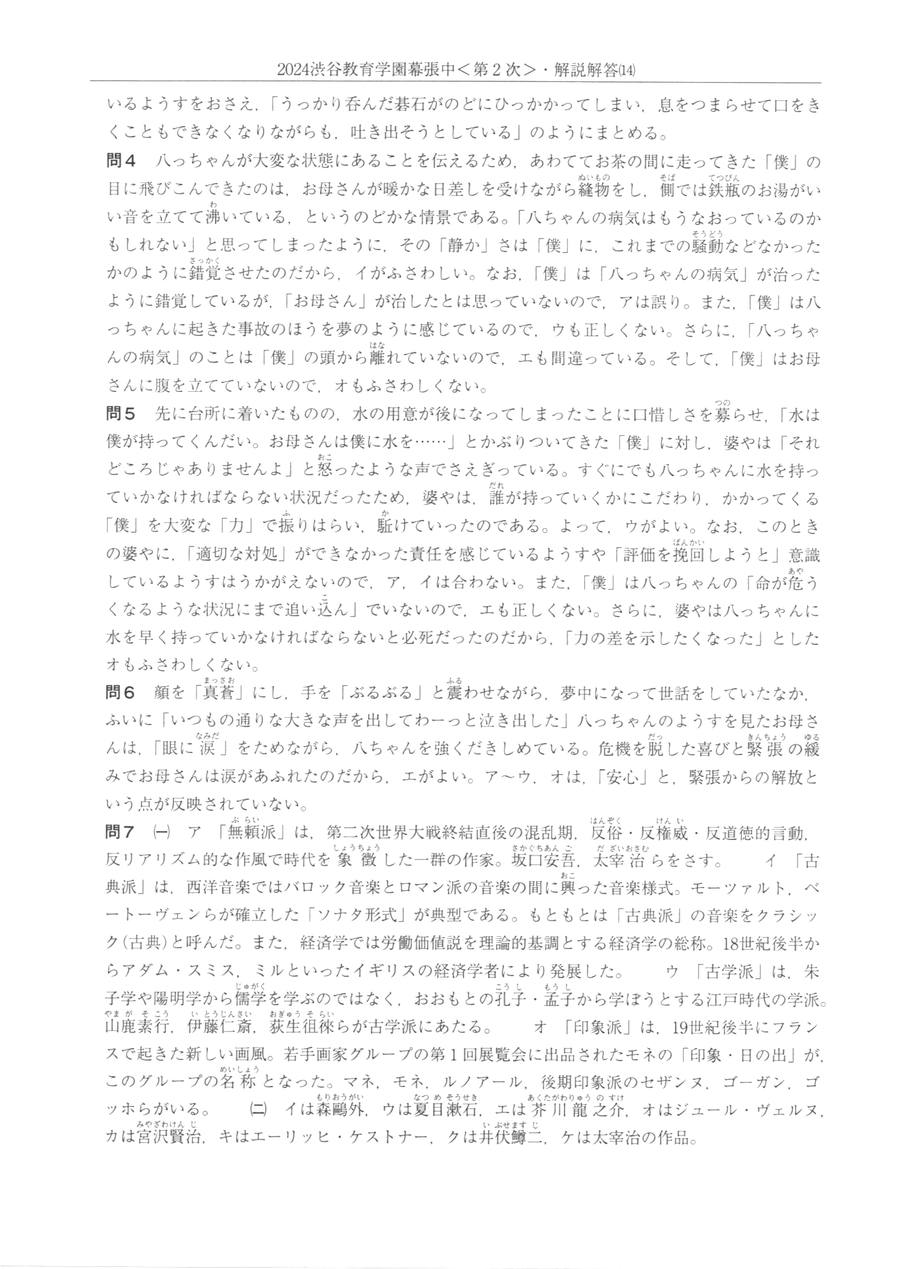 2024渋谷教育学園幕張中＜第2次＞・解説解答⒁
いるようすをおさえ，「うっかり呑んだ碁石がのどにひっかかってしまい，息をつまらせて口をき
くこともできなくなりながらも，吐き出そうとしている」のようにまとめる。
問4　八っちゃんが大変な状態にあることを伝えるため，あわててお茶の間に走ってきた「僕」の
目に飛びこんできたのは，お母さんが暖かな日差しを受けながら縫物をし，側では鉄瓶のお湯がい
い音を立てて沸いている，というのどかな情景である。「八ちゃんの病気はもうなおっているのか
もしれない」と思ってしまったように，その「静か」さは「僕」に，これまでの騒動などなかった
かのように錯覚させたのだから，イがふさわしい。なお，「僕」は「八っちゃんの病気」が治った
ように錯覚しているが，「お母さん」が治したとは思っていないので，アは誤り。また，「僕」は八
っちゃんに起きた事故のほうを夢のように感じているので，ウも正しくない。さらに，「八っちゃ
んの病気」のことは「僕」の頭から離れていないので，エも間違っている。そして，「僕」はお母
さんに腹を立てていないので，オもふさわしくない。
問5　先に台所に着いたものの，水の用意が後になってしまったことに口惜しさを募らせ，「水は
僕が持ってくんだい。お母さんは僕に水を……」とかぶりついてきた「僕」に対し，婆やは「それ
どころじゃありませんよ」と怒ったような声でさえぎっている。すぐにでも八っちゃんに水を持っ
ていかなければならない状況だったため，婆やは，誰が持っていくかにこだわり，かかってくる
「僕」を大変な「力」で振りはらい，駈けていったのである。よって，ウがよい。なお，このとき
の婆やに，「適切な対処」ができなかった責任を感じているようすや「評価を挽回しようと」意識
しているようすはうかがえないので，ア，イは合わない。また，「僕」は八っちゃんの「命が危う
くなるような状況にまで追い込ん」でいないので，エも正しくない。さらに，婆やは八っちゃんに
水を早く持っていかなければならないと必死だったのだから，「力の差を示したくなった」とした
オもふさわしくない。
問6　顔を「真蒼」にし，手を「ぶるぶる」と震わせながら，夢中になって世話をしていたなか，
ふいに「いつもの通りな大きな声を出してわーっと泣き出した」八っちゃんのようすを見たお母さ
んは，「眼に涙」をためながら，八ちゃんを強くだきしめている。危機を脱した喜びと緊張の緩
みでお母さんは涙があふれたのだから，エがよい。ア～ウ，オは，「安心」と，緊張からの解放と
いう点が反映されていない。
問7　㈠　ア　「無頼派」は，第二次世界大戦終結直後の混乱期，反俗・反権威・反道徳的言動，
反リアリズム的な作風で時代を象徴した一群の作家。坂口安吾，太宰治らをさす。　　イ　「古
典派」は，西洋音楽ではバロック音楽とロマン派の音楽の間に興った音楽様式。モーツァルト，ベ
ートーヴェンらが確立した「ソナタ形式」が典型である。もともとは「古典派」の音楽をクラシッ
ク(古典)と呼んだ。また，経済学では労働価値説を理論的基調とする経済学の総称。18世紀後半か
らアダム・スミス，ミルといったイギリスの経済学者により発展した。　　ウ　「古学派」は，朱
子学や陽明学から儒学を学ぶのではなく，おおもとの孔子・孟子から学ぼうとする江戸時代の学派。
山鹿素行，伊藤仁斎，荻生徂徠らが古学派にあたる。　　オ　「印象派」は，19世紀後半にフラン
スで起きた新しい画風。若手画家グループの第1回展覧会に出品されたモネの「印象・日の出」が，
このグループの名称となった。マネ，モネ，ルノアール，後期印象派のセザンヌ，ゴーガン，ゴ
ッホらがいる。　　㈡　イは森鷗外，ウは夏目漱石，エは芥川龍之介，オはジュール・ヴェルヌ，
カは宮沢賢治，キはエーリッヒ・ケストナー，クは井伏鱒二，ケは太宰治の作品。